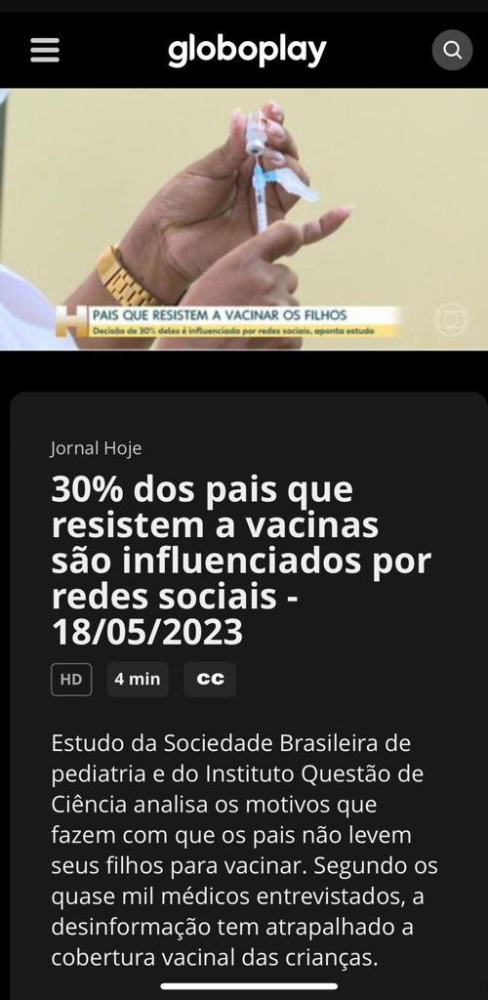 globoplay
H
PAIS QUE RESISTEM A VACINAR OS FILHOS
Decisão de 30% deles é influenciada por redes sociais, aponta estudo
Jornal Hoje
30% dos pais que
resistem a vacinas
são influenciados por
redes sociais -
18/05/2023
HD
4 min
CC
Estudo da Sociedade Brasileira de
pediatria e do Instituto Questão de
Ciência analisa os motivos que
fazem com que os pais não levem
seus filhos para vacinar. Segundo os
quase mil médicos entrevistados, a
desinformação tem atrapalhado a
cobertura vacinal das crianças.